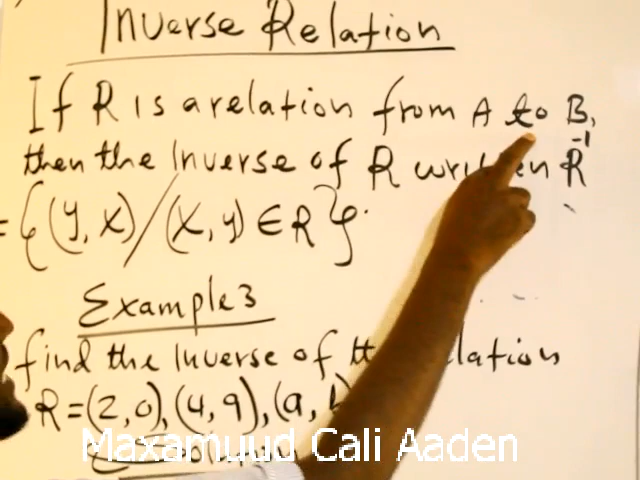 Inverse Relation
If R is a relation from A to B,
then the Inverse of R written R⁻¹
= {(y, x) / (x, y) ∈ R}.
Example 3
find the Inverse of
R = (2, 0), (4, 9), (a,
Maxamuud Cali Aaden